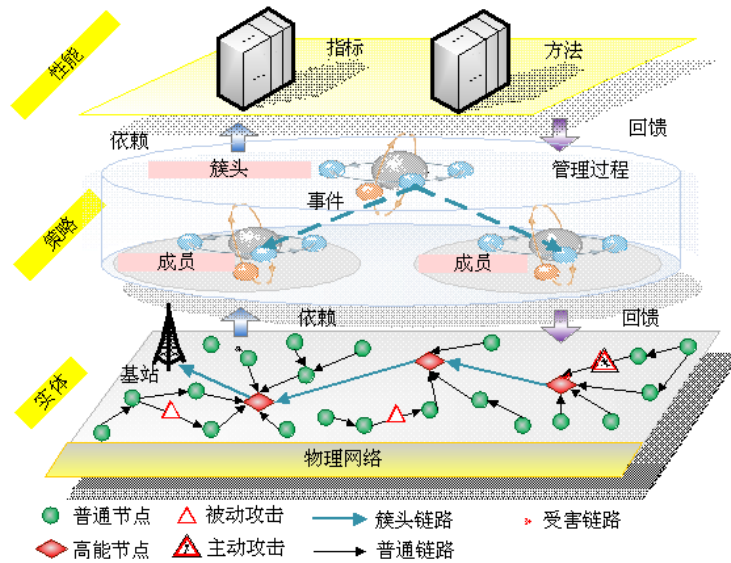 性能
指标
方法
依赖
回馈
簇头
管理过程
事件
策略
成员
成员
依赖
回馈
基站
实体
物理网络
普通节点
被动攻击
簇头链路
受害链路
高能节点
主动攻击
普通链路